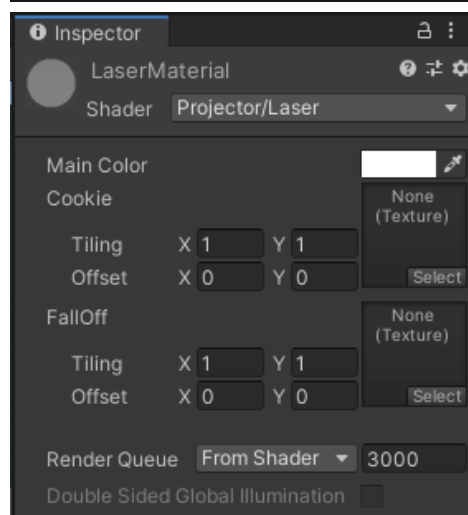 Inspector
LaserMaterial
Shader Projector/Laser
Main Color
Cookie
None
(Texture)
Tiling X 1 Y 1
Offset X 0 Y 0
Select
FallOff
None
(Texture)
Tiling X 1 Y 1
Offset X 0 Y 0
Select
Render Queue From Shader 3000
Double Sided Global Illumination